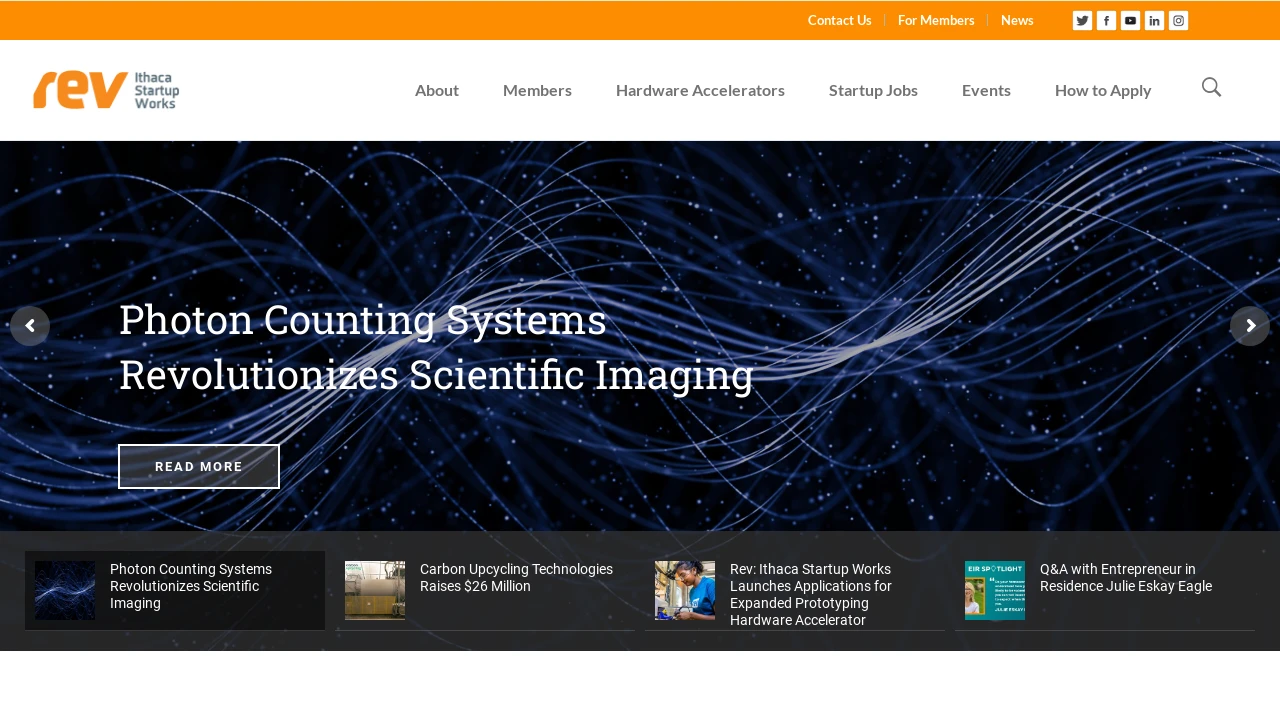 Contact Us
For Members
News
rev Ithaca
Startup
Works
About
Members
Hardware Accelerators
Startup Jobs
Events
How to Apply
Photon Counting Systems
Revolutionizes Scientific Imaging
READ MORE
Photon Counting Systems
Revolutionizes Scientific
Imaging
Carbon Upcycling Technologies
Raises $26 Million
Rev: Ithaca Startup Works
Launches Applications for
Expanded Prototyping
Hardware Accelerator
EIR SPOTLIGHT
Q&A with Entrepreneur in
Residence Julie Eskay Eagle